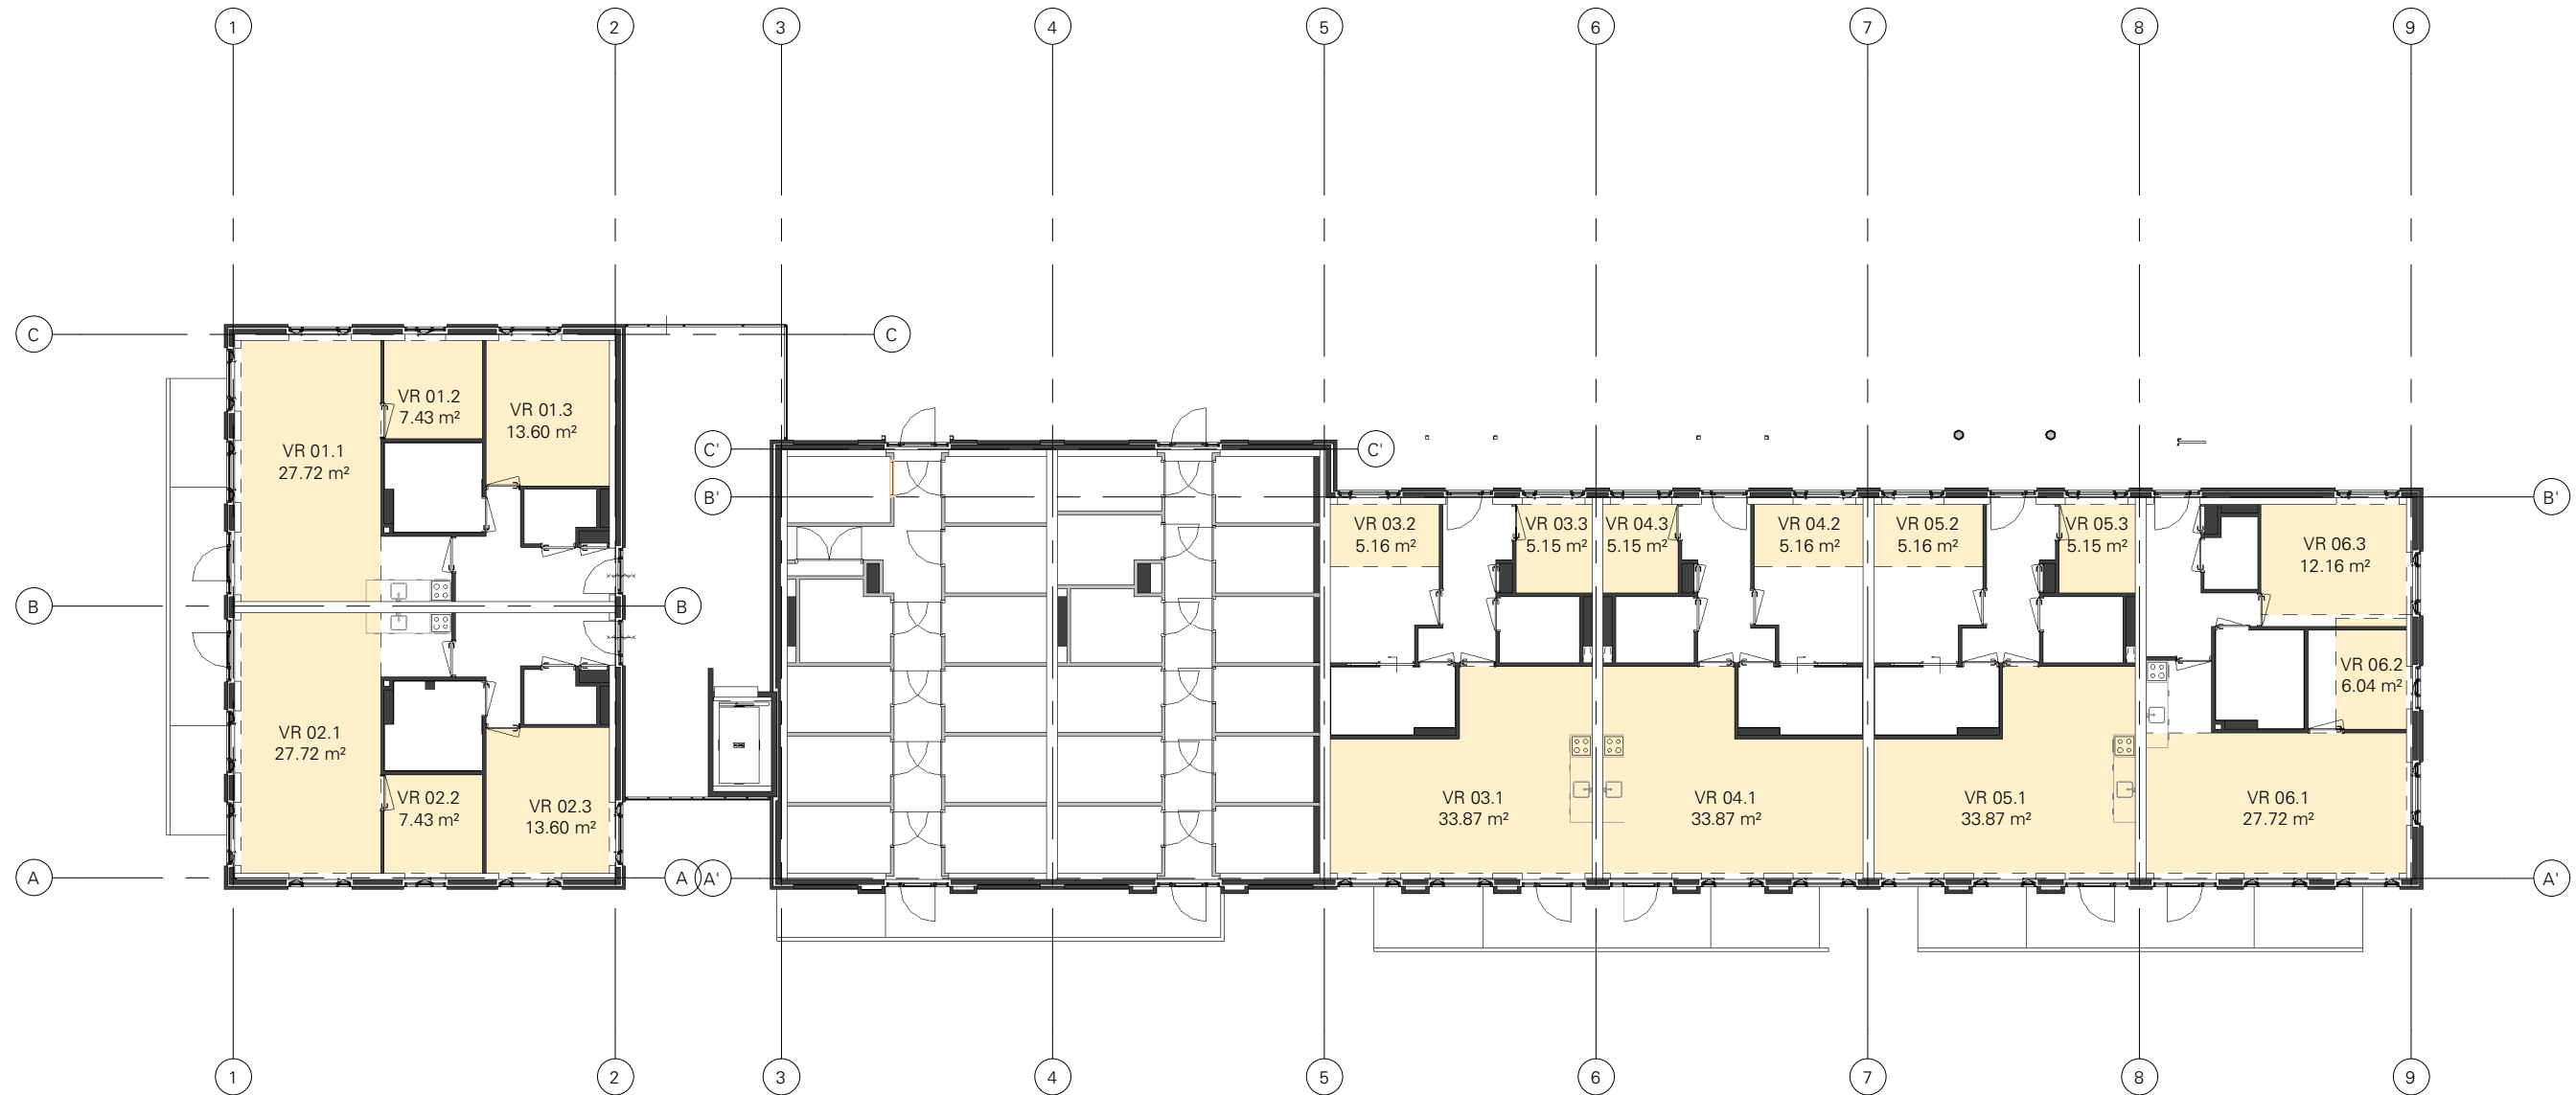 1 2 3 4 5 6 7 8 9
C C
VR 01.2
7.43 m²
VR 01.3
13.60 m²
VR 01.1
27.72 m²
C' C'
B' B'
VR 03.2
5.16 m²
VR 03.3
5.15 m²
VR 04.3
5.15 m²
VR 04.2
5.16 m²
VR 05.2
5.16 m²
VR 05.3
5.15 m²
VR 06.3
12.16 m²
B B
VR 06.2
6.04 m²
VR 02.1
27.72 m²
VR 02.2
7.43 m²
VR 02.3
13.60 m²
VR 03.1
33.87 m²
VR 04.1
33.87 m²
VR 05.1
33.87 m²
VR 06.1
27.72 m²
A A A' A'
1 2 3 4 5 6 7 8 9